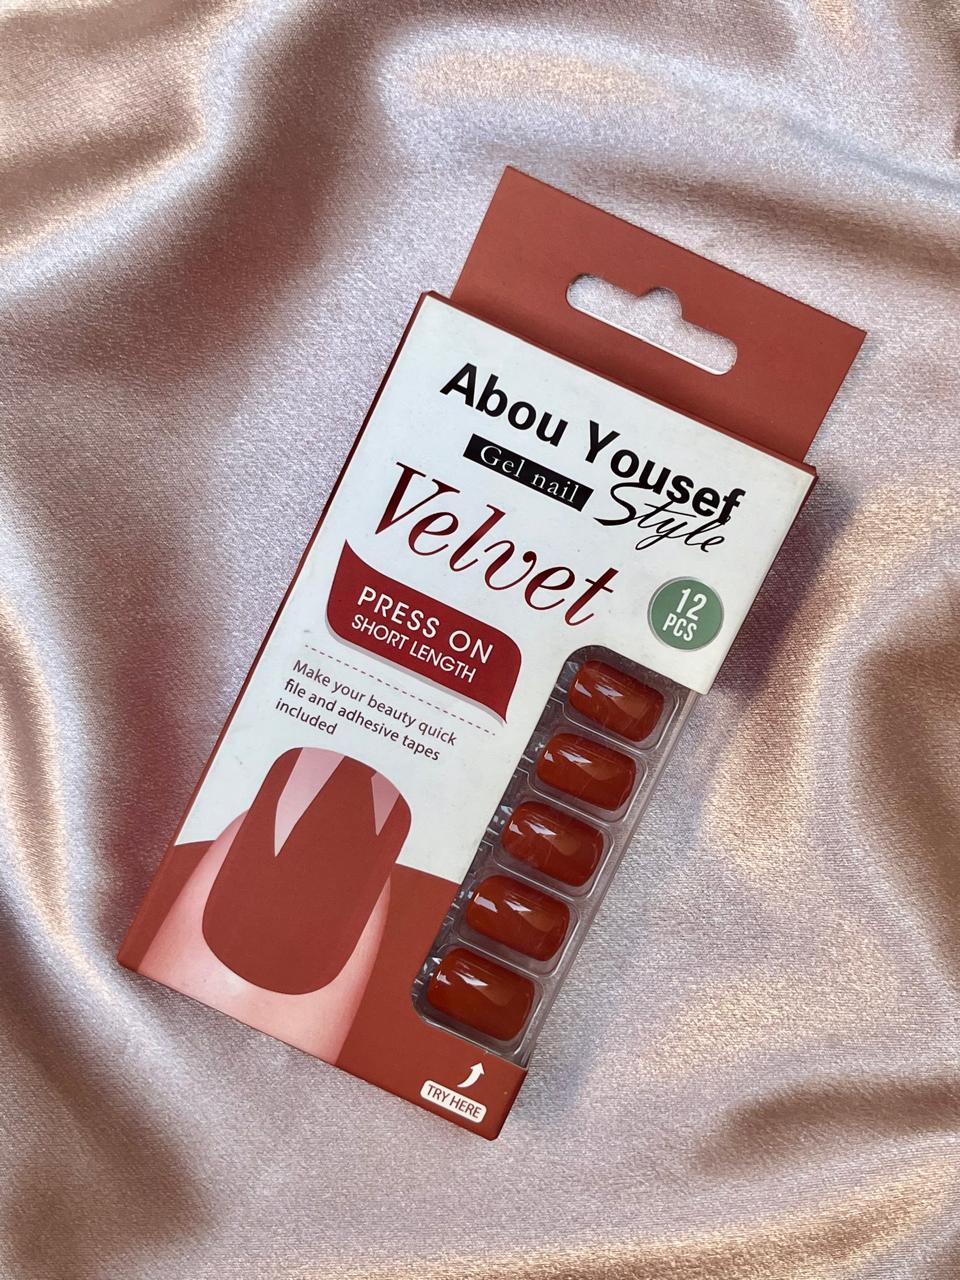 Abou Yousef
Gel nail Style
Velvet
12
PCS
PRESS ON
SHORT LENGTH
Make your beauty quick
file and adhesive tapes
included
TRY HERE